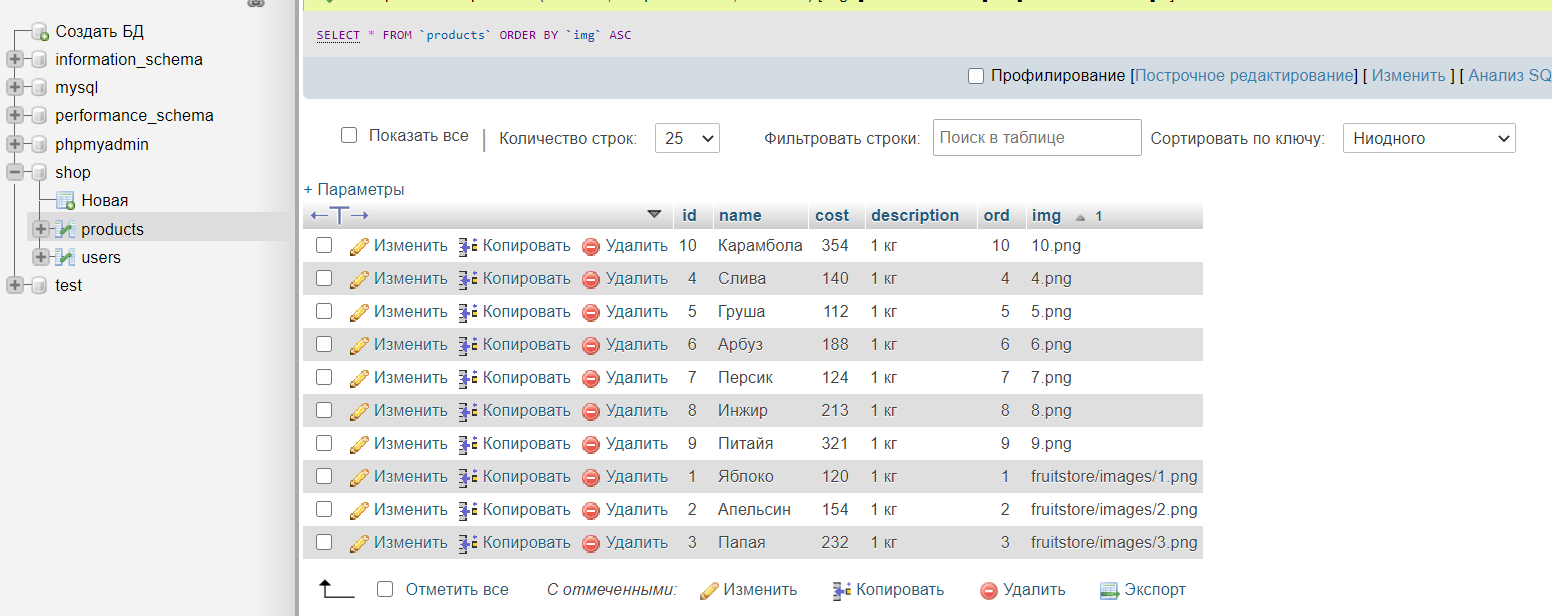 Создать БД
information_schema
mysql
performance_schema
phpmyadmin
shop
Новая
products
users
test
SELECT * FROM `products` ORDER BY `img` ASC
Профилирование [Построчное редактирование] [ Изменить ] [ Анализ SQ
Показать все | Количество строк: 25 Фильтровать строки: Поиск в таблице Сортировать по ключу: Ниодного
+ Параметры
←T→ id name cost description ord img 1
Изменить Копировать Удалить 10 Карамбола 354 1 кг 10 10.png
Изменить Копировать Удалить 4 Слива 140 1 кг 4 4.png
Изменить Копировать Удалить 5 Груша 112 1 кг 5 5.png
Изменить Копировать Удалить 6 Арбуз 188 1 кг 6 6.png
Изменить Копировать Удалить 7 Персик 124 1 кг 7 7.png
Изменить Копировать Удалить 8 Инжир 213 1 кг 8 8.png
Изменить Копировать Удалить 9 Питайя 321 1 кг 9 9.png
Изменить Копировать Удалить 1 Яблоко 120 1 кг 1 fruitstore/images/1.png
Изменить Копировать Удалить 2 Апельсин 154 1 кг 2 fruitstore/images/2.png
Изменить Копировать Удалить 3 Папая 232 1 кг 3 fruitstore/images/3.png
Отметить все С отмеченными: Изменить Копировать Удалить Экспорт